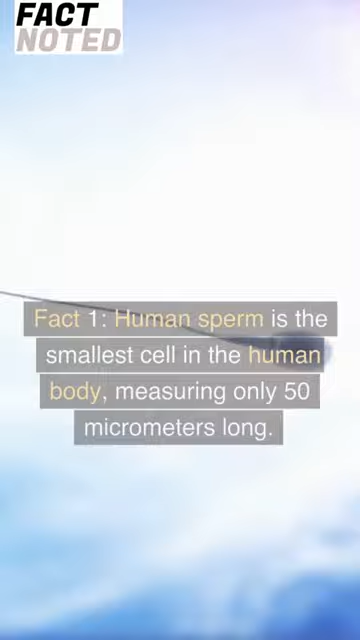 FACT
NOTED
Fact 1: Human sperm is the
smallest cell in the human
body, measuring only 50
micrometers long.